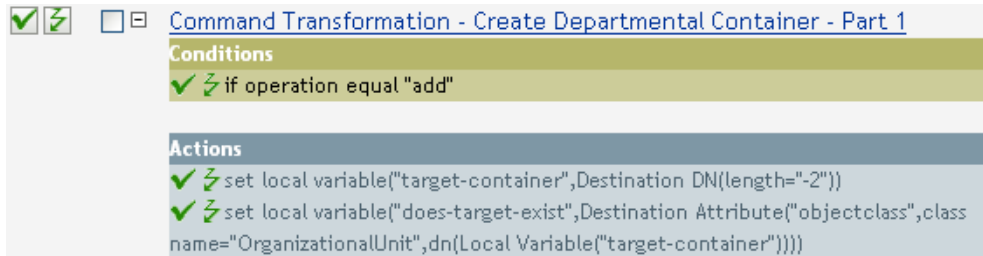 Command Transformation - Create Departmental Container - Part 1
Conditions
if operation equal "add"
Actions
set local variable("target-container",Destination DN(length="-2"))
set local variable("does-target-exist",Destination Attribute("objectclass",class
name="OrganizationalUnit",dn(Local Variable("target-container"))))